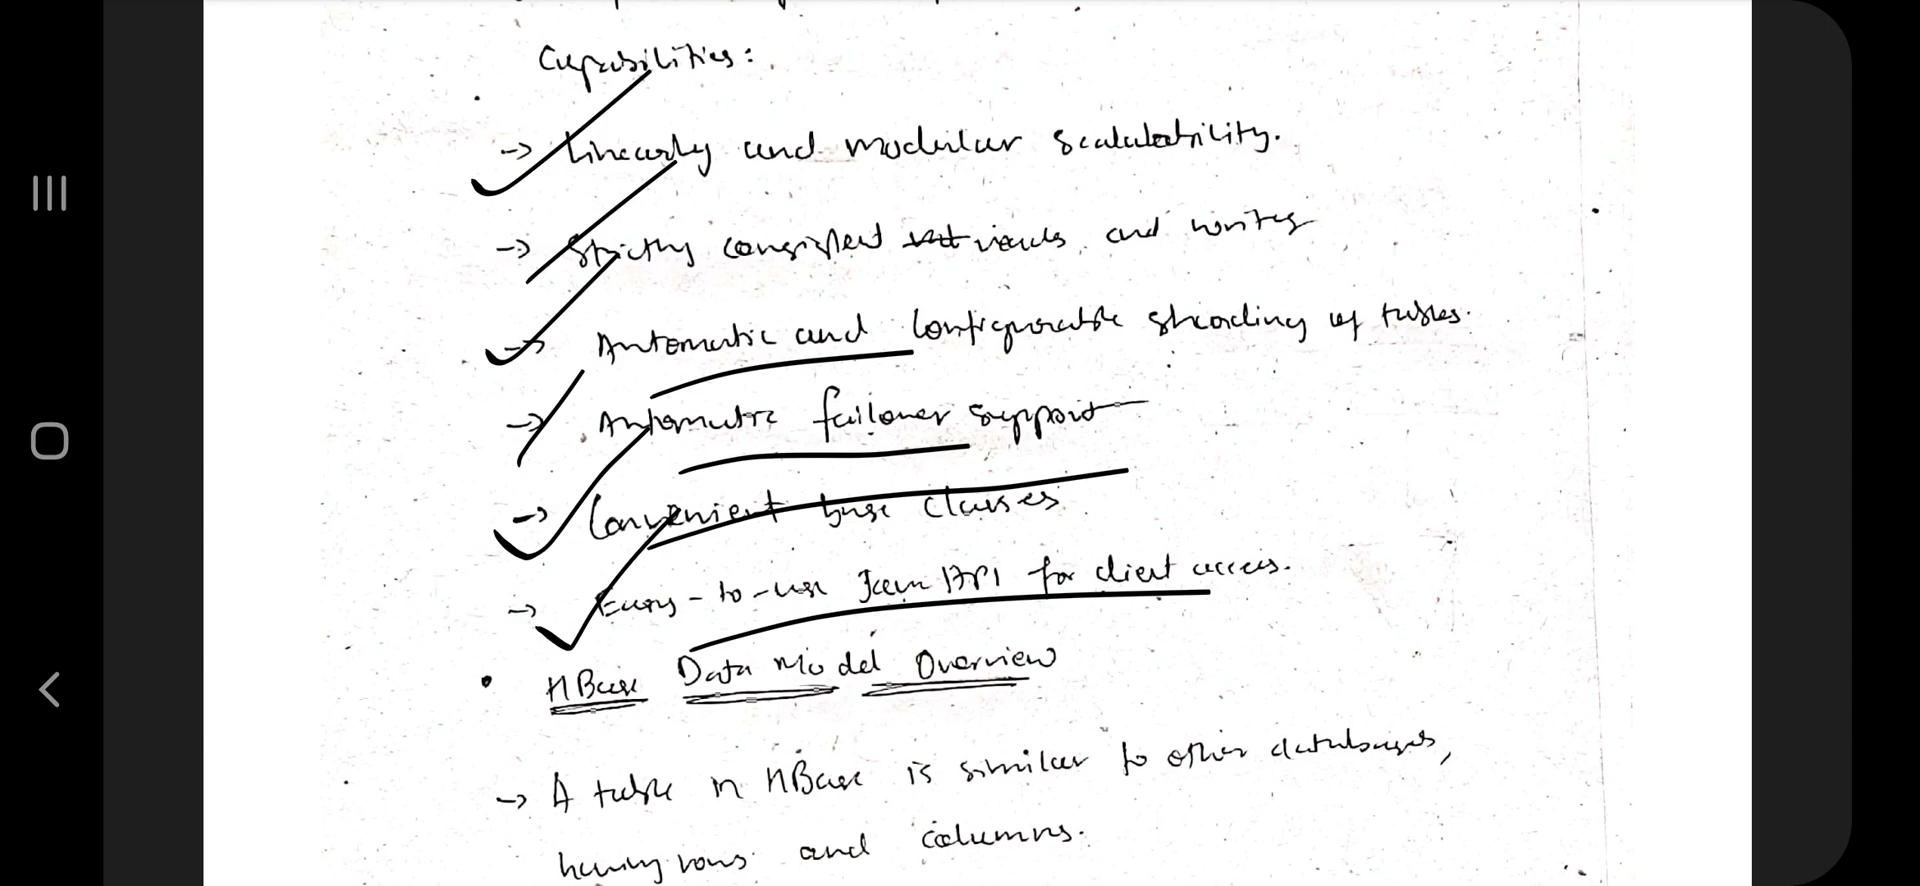 Capabilities:
→ Linearly and modular scalability.
→ Strictly consistent reads and writes
→ Automatic and Configurable sharding of tables.
→ Automatic failover support
→ Convenient base classes
→ Easy-to-use Java API for client access.
• HBase Data Model Overview
→ A table in HBase is similar to other databases,
having rows and columns.